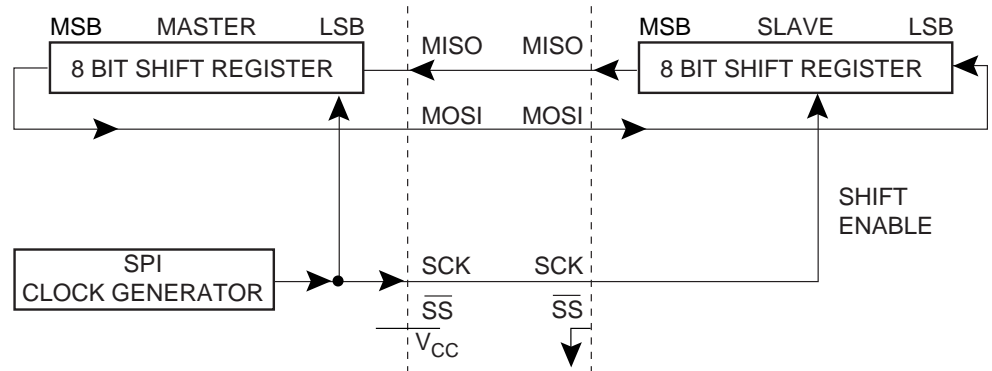 MSB MASTER LSB
MISO MISO
MSB SLAVE LSB
8 BIT SHIFT REGISTER
8 BIT SHIFT REGISTER
MOSI MOSI
SHIFT
ENABLE
SPI
CLOCK GENERATOR
SCK SCK
SS SS
VCC